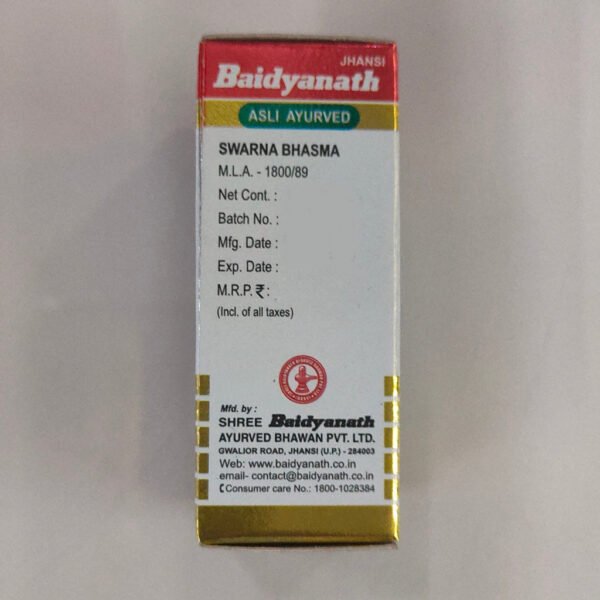 JHANSI
Baidyanath
ASLI AYURVED
SWARNA BHASMA
M.L.A. - 1800/89
Net Cont. :
Batch No. :
Mfg. Date :
Exp. Date :
M.R.P. ₹ :
(Incl. of all taxes)
Mfd. by :
SHREE Baidyanath
AYURVED BHAWAN PVT. LTD.
GWALIOR ROAD, JHANSI (U.P.) - 284003
Web: www.baidyanath.co.in
email- contact@baidyanath.co.in
Consumer care No.: 1800-1028384